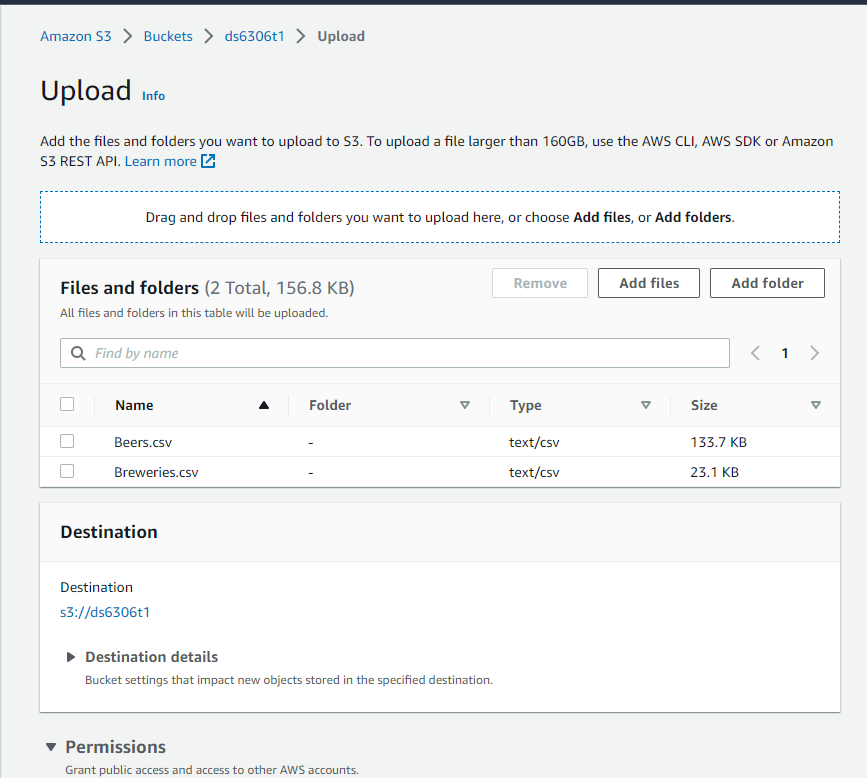 Amazon S3 > Buckets > ds6306t1 > Upload
Upload Info
Add the files and folders you want to upload to S3. To upload a file larger than 160GB, use the AWS CLI, AWS SDK or Amazon
S3 REST API. Learn more
Drag and drop files and folders you want to upload here, or choose Add files, or Add folders.
Files and folders (2 Total, 156.8 KB)
Remove
Add files
Add folder
All files and folders in this table will be uploaded.
Find by name
1
Name Folder Type Size
Beers.csv - text/csv 133.7 KB
Breweries.csv - text/csv 23.1 KB
Destination
Destination
s3://ds6306t1
Destination details
Bucket settings that impact new objects stored in the specified destination.
Permissions
Grant public access and access to other AWS accounts.